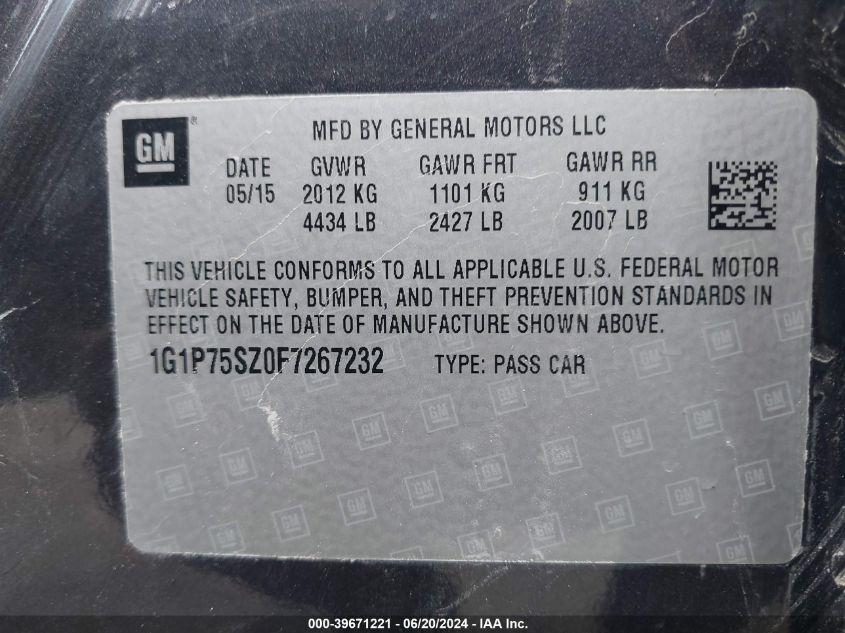 GM
MFD BY GENERAL MOTORS LLC
DATE GVWR GAWR FRT GAWR RR
05/15 2012 KG 1101 KG 911 KG
4434 LB 2427 LB 2007 LB
THIS VEHICLE CONFORMS TO ALL APPLICABLE U.S. FEDERAL MOTOR
VEHICLE SAFETY, BUMPER, AND THEFT PREVENTION STANDARDS IN
EFFECT ON THE DATE OF MANUFACTURE SHOWN ABOVE.
1G1P75SZ0F7267232 TYPE: PASS CAR
000-39671221 - 06/20/2024 - IAA Inc.